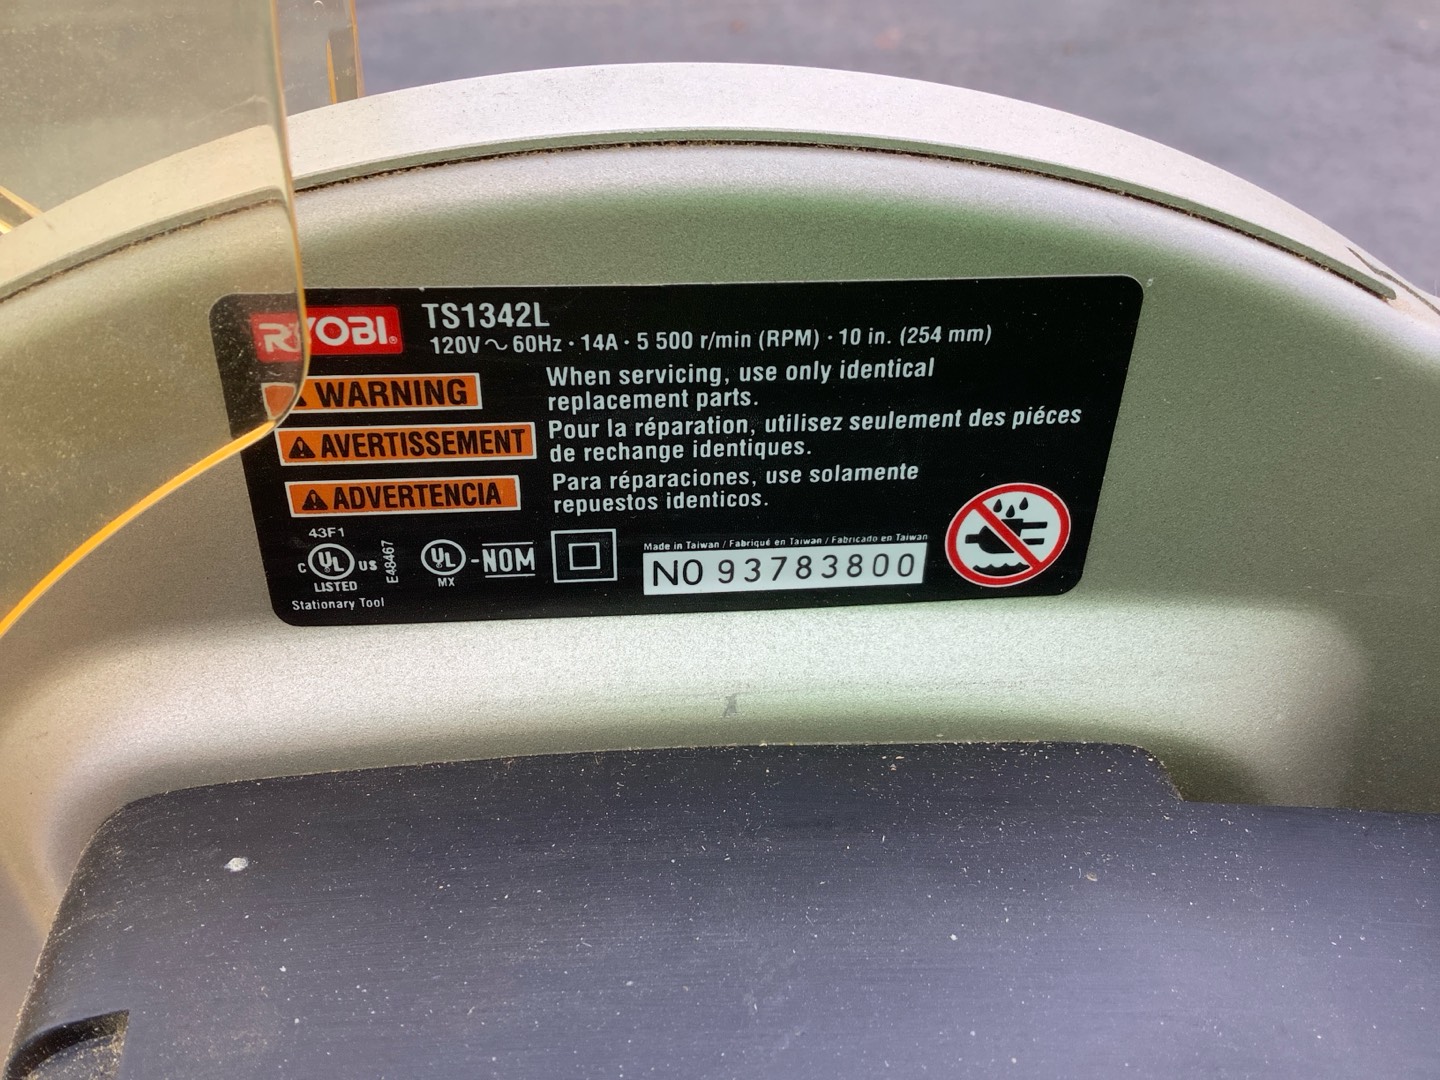 RYOBI® TS1342L
120V ~ 60Hz · 14A · 5 500 r/min (RPM) · 10 in. (254 mm)
WARNING
When servicing, use only identical
replacement parts.
AVERTISSEMENT
Pour la réparation, utilisez seulement des piéces
de rechange identiques.
ADVERTENCIA
Para réparaciones, use solamente
repuestos identicos.
43F1
C UL US
LISTED
E48467
Stationary Tool
UL -NOM
MX
Made in Taiwan / Fabriqué en Taiwan / Fabricado en Taiwan
NO 93783800